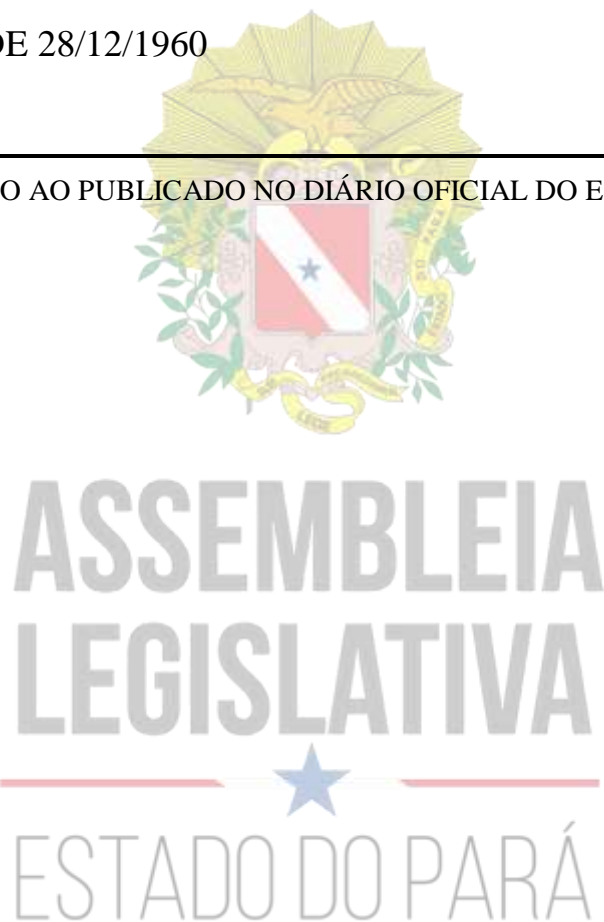 DE 28/12/1960
O AO PUBLICADO NO DIÁRIO OFICIAL DO E
ASSEMBLEIA
LEGISLATIVA
ESTADO DO PARÁ